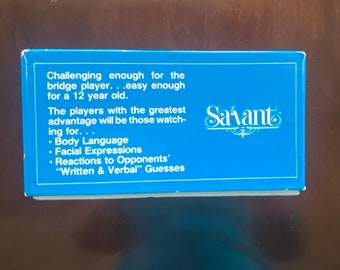 Challenging enough for the
bridge player. . .easy enough
for a 12 year old.
The players with the greatest
advantage will be those watch-
ing for. . .
• Body Language
• Facial Expressions
• Reactions to Opponents'
"Written & Verbal" Guesses
Savant